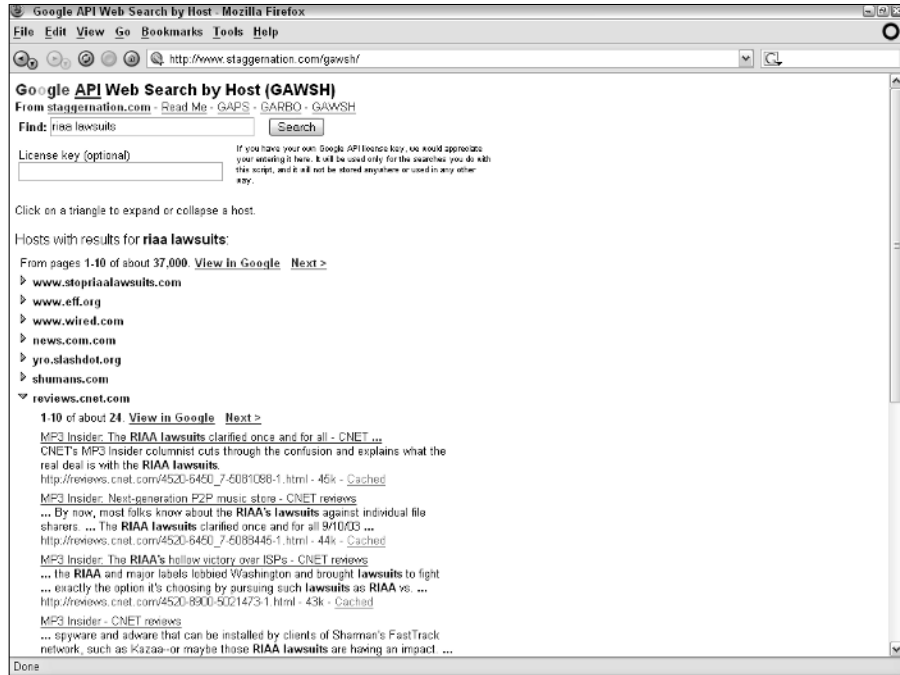 Google API Web Search by Host - Mozilla Firefox
File Edit View Go Bookmarks Tools Help
http://www.staggernation.com/gawsh/
Google API Web Search by Host (GAWSH)
From staggernation.com - Read Me - GAPS - GARBO - GAWSH
Find: riaa lawsuits Search
License key (optional)
If you have your own Google API license key, we would appreciate
your entering it here. It will be used only for the searches you do with
this script, and it will not be stored anywhere or used in any other
way.
Click on a triangle to expand or collapse a host.
Hosts with results for riaa lawsuits:
From pages 1-10 of about 37,000. View in Google Next >
www.stopriaalawsuits.com
www.eff.org
www.wired.com
news.com.com
yro.slashdot.org
shumans.com
reviews.cnet.com
1-10 of about 24. View in Google Next >
MP3 Insider: The RIAA lawsuits clarified once and for all - CNET ...
CNET's MP3 Insider columnist cuts through the confusion and explains what the
real deal is with the RIAA lawsuits.
http://reviews.cnet.com/4520-6450_7-5081098-1.html - 45k - Cached
MP3 Insider: Next-generation P2P music store - CNET reviews
... By now, most folks know about the RIAA's lawsuits against individual file
sharers. ... The RIAA lawsuits clarified once and for all 9/10/03 ...
http://reviews.cnet.com/4520-6450_7-5088445-1.html - 44k - Cached
MP3 Insider: The RIAA's hollow victory over ISPs - CNET reviews
... the RIAA and major labels lobbied Washington and brought lawsuits to fight
... exactly the option it's choosing by pursuing such lawsuits as RIAA vs. ...
http://reviews.cnet.com/4520-8900-5021473-1.html - 43k - Cached
MP3 Insider - CNET reviews
... spyware and adware that can be installed by clients of Sharman's FastTrack
network, such as Kazaa--or maybe those RIAA lawsuits are having an impact. ...
Done